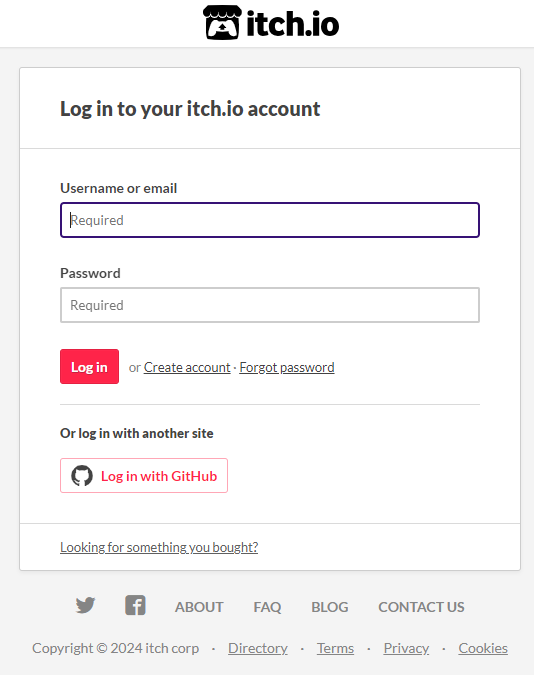 itch.io
Log in to your itch.io account
Username or email
Required
Password
Required
Log in or Create account · Forgot password
Or log in with another site
Log in with GitHub
Looking for something you bought?
ABOUT FAQ BLOG CONTACT US
Copyright © 2024 itch corp · Directory · Terms · Privacy · Cookies